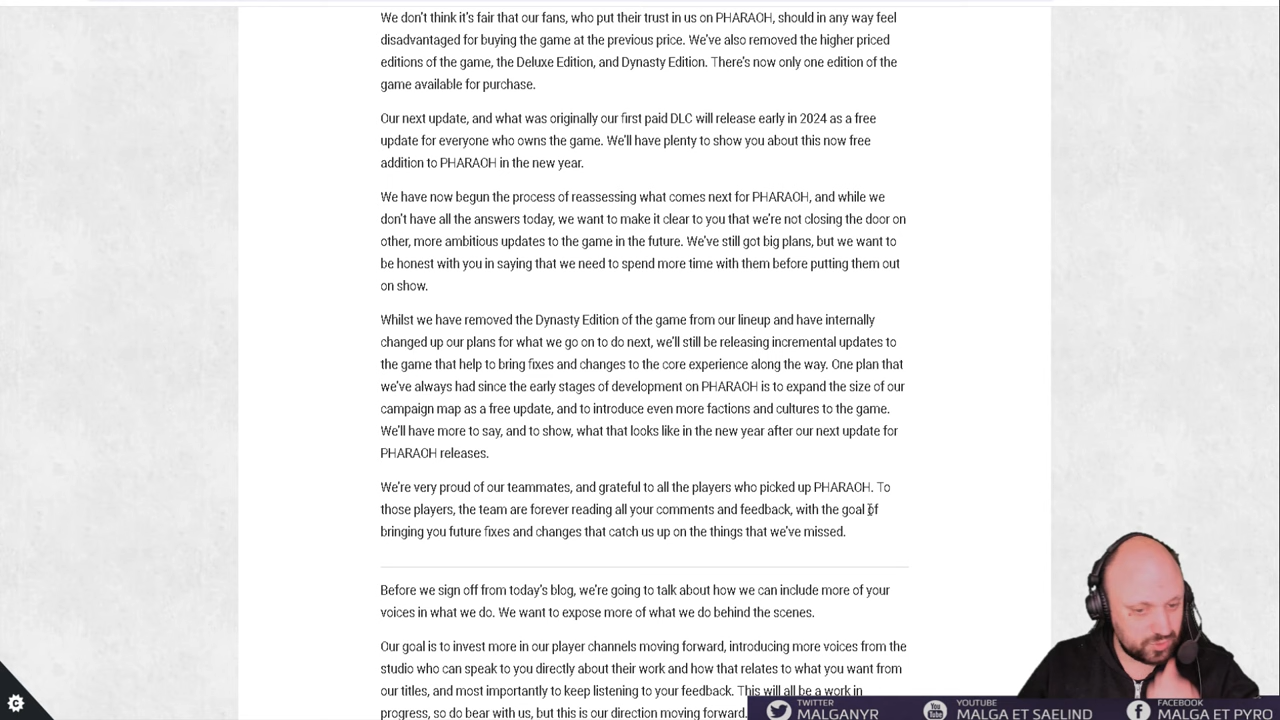 We don't think it's fair that our fans, who put their trust in us on PHARAOH, should in any way feel
disadvantaged for buying the game at the previous price. We've also removed the higher priced
editions of the game, the Deluxe Edition, and Dynasty Edition. There's now only one edition of the
game available for purchase.
Our next update, and what was originally our first paid DLC will release early in 2024 as a free
update for everyone who owns the game. We'll have plenty to show you about this now free
addition to PHARAOH in the new year.
We have now begun the process of reassessing what comes next for PHARAOH, and while we
don't have all the answers today, we want to make it clear to you that we're not closing the door on
other, more ambitious updates to the game in the future. We've still got big plans, but we want to
be honest with you in saying that we need to spend more time with them before putting them out
on show.
Whilst we have removed the Dynasty Edition of the game from our lineup and have internally
changed up our plans for what we go on to do next, we'll still be releasing incremental updates to
the game that help to bring fixes and changes to the core experience along the way. One plan that
we've always had since the early stages of development on PHARAOH is to expand the size of our
campaign map as a free update, and to introduce even more factions and cultures to the game.
We'll have more to say, and to show, what that looks like in the new year after our next update for
PHARAOH releases.
We're very proud of our teammates, and grateful to all the players who picked up PHARAOH. To
those players, the team are forever reading all your comments and feedback, with the goal of
bringing you future fixes and changes that catch us up on the things that we've missed.
Before we sign off from today's blog, we're going to talk about how we can include more of your
voices in what we do. We want to expose more of what we do behind the scenes.
Our goal is to invest more in our player channels moving forward, introducing more voices from the
studio who can speak to you directly about their work and how that relates to what you want from
our titles, and most importantly to keep listening to your feedback. This will all be a work in
progress, so do bear with us, but this is our direction moving forward.
TWITTER
MALGANYR
You Tube
YOUTUBE
MALGA ET SAELIND
FACEBOOK
MALGA ET PYRO